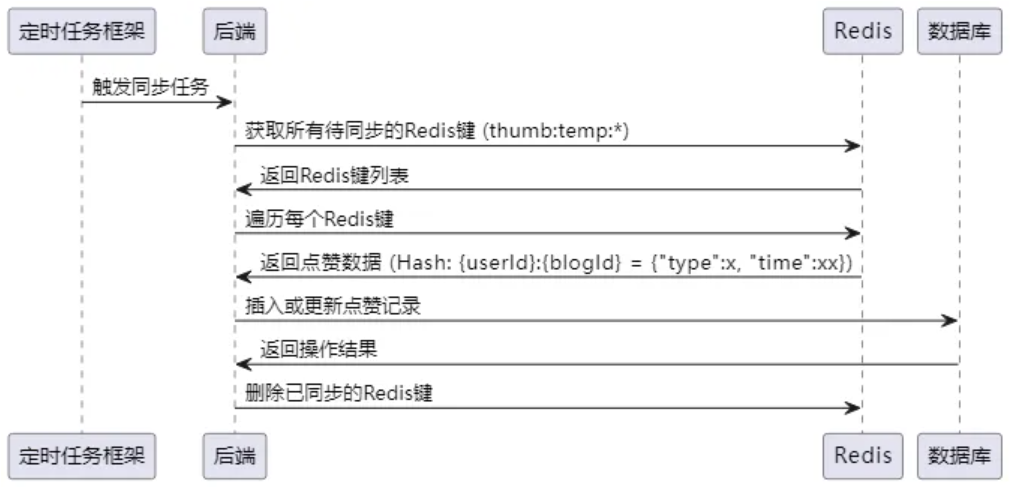 定时任务框架 后端 Redis 数据库
触发同步任务
获取所有待同步的Redis键 (thumb:temp:*)
返回Redis键列表
遍历每个Redis键
返回点赞数据 (Hash: {userId}:{blogId} = {"type":x, "time":xx})
插入或更新点赞记录
返回操作结果
删除已同步的Redis键
定时任务框架 后端 Redis 数据库